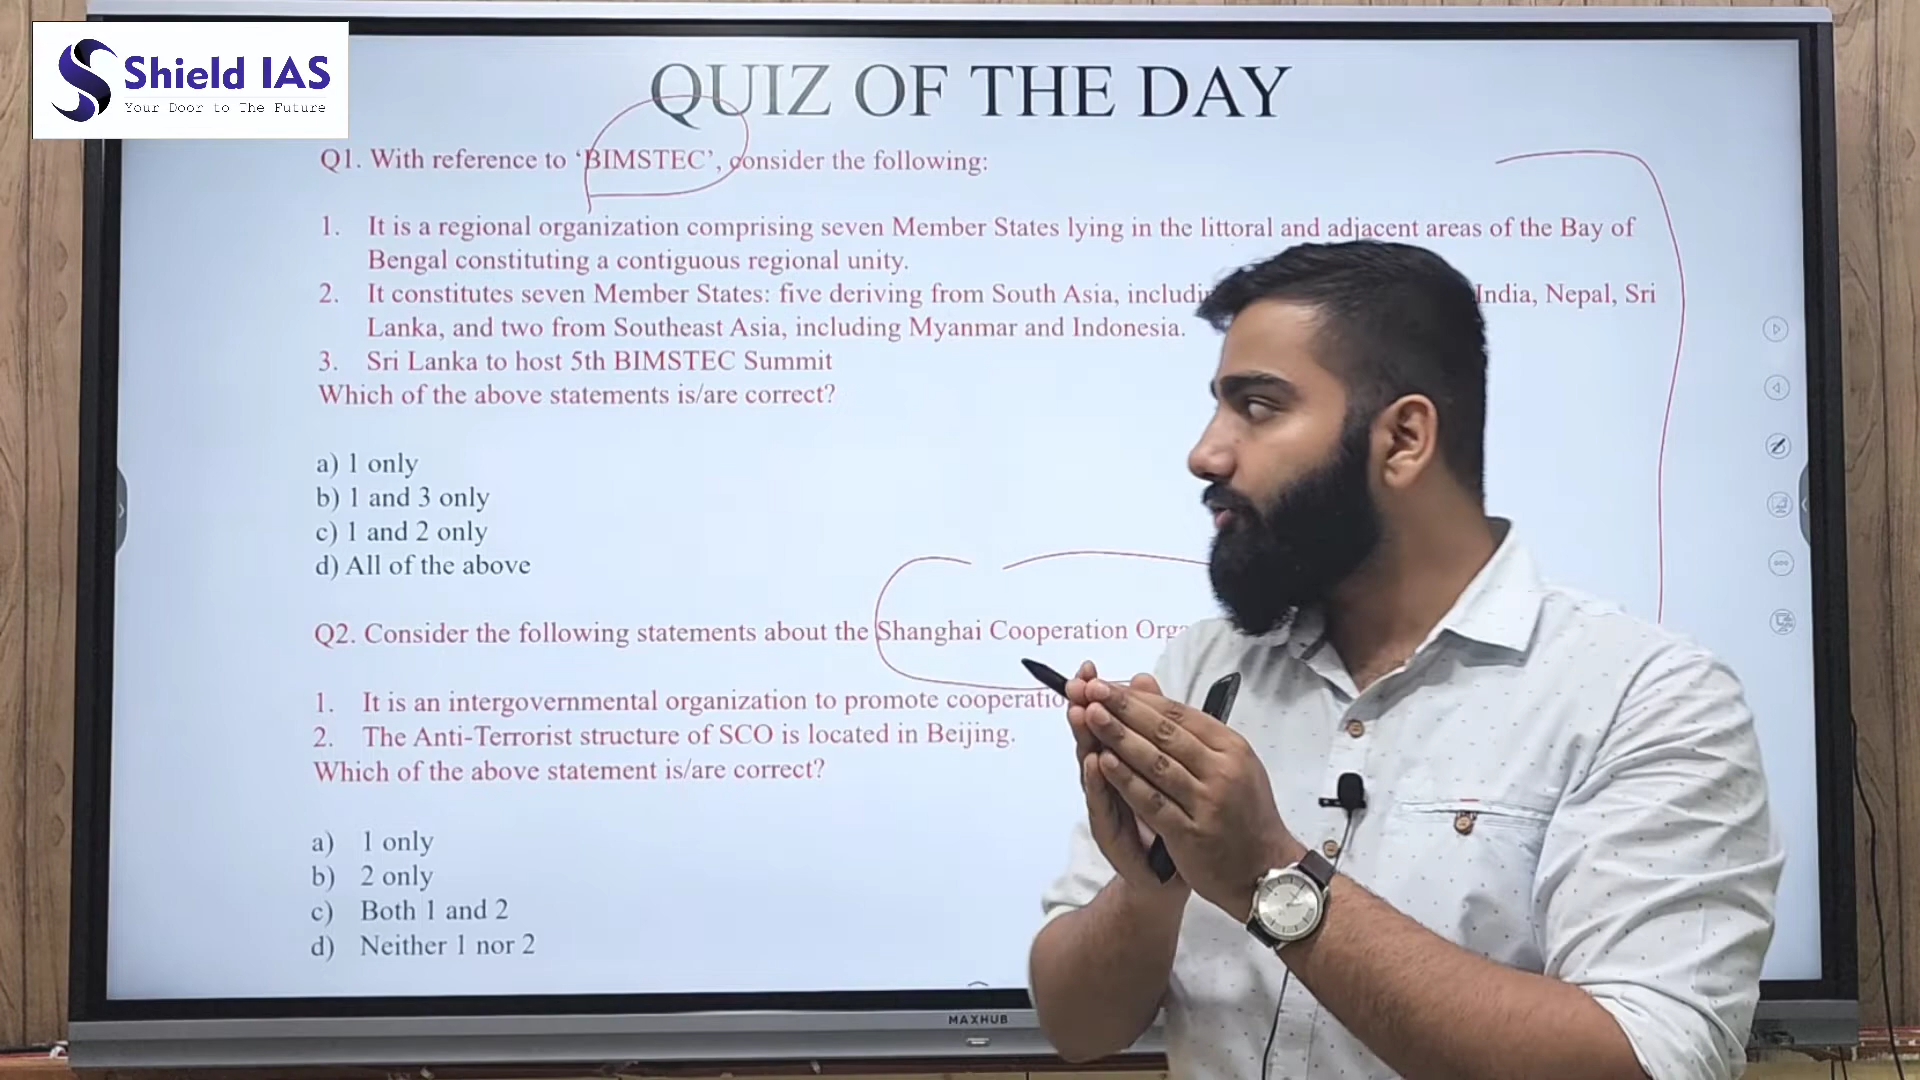 Shield IAS
Your Door to The Future
QUIZ OF THE DAY
Q1. With reference to ‘BIMSTEC’, consider the following:
1. It is a regional organization comprising seven Member States lying in the littoral and adjacent areas of the Bay of
Bengal constituting a contiguous regional unity.
2. It constitutes seven Member States: five deriving from South Asia, India, Nepal, Sri
Lanka, and two from Southeast Asia, including Myanmar and Indonesia.
3. Sri Lanka to host 5th BIMSTEC Summit
Which of the above statements is/are correct?
a) 1 only
b) 1 and 3 only
c) 1 and 2 only
d) All of the above
Q2. Consider the following statements about the Shanghai Cooperation
1. It is an intergovernmental organization to promote
2. The Anti-Terrorist structure of SCO is located in Beijing.
Which of the above statement is/are correct?
a) 1 only
b) 2 only
c) Both 1 and 2
d) Neither 1 nor 2
MAXHUB